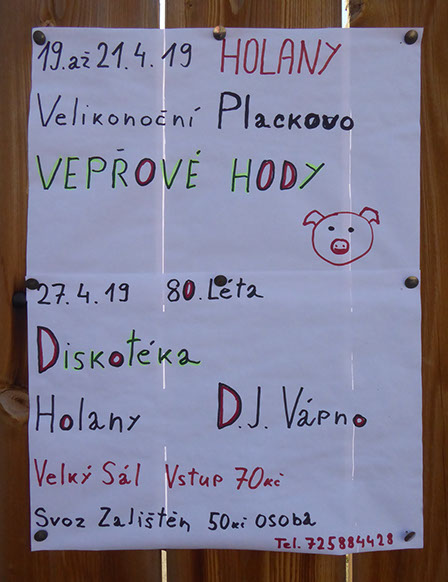 19.až 21.4.19 HOLANY
Velikonoční Plackovo
VEPŘOVÉ HODY
27.4.19 80.Léta
Diskotéka
Holany D.J. Vápno
Velký Sál Vstup 70kč
Svoz Zalištěn 50kč osoba
Tel. 725884428